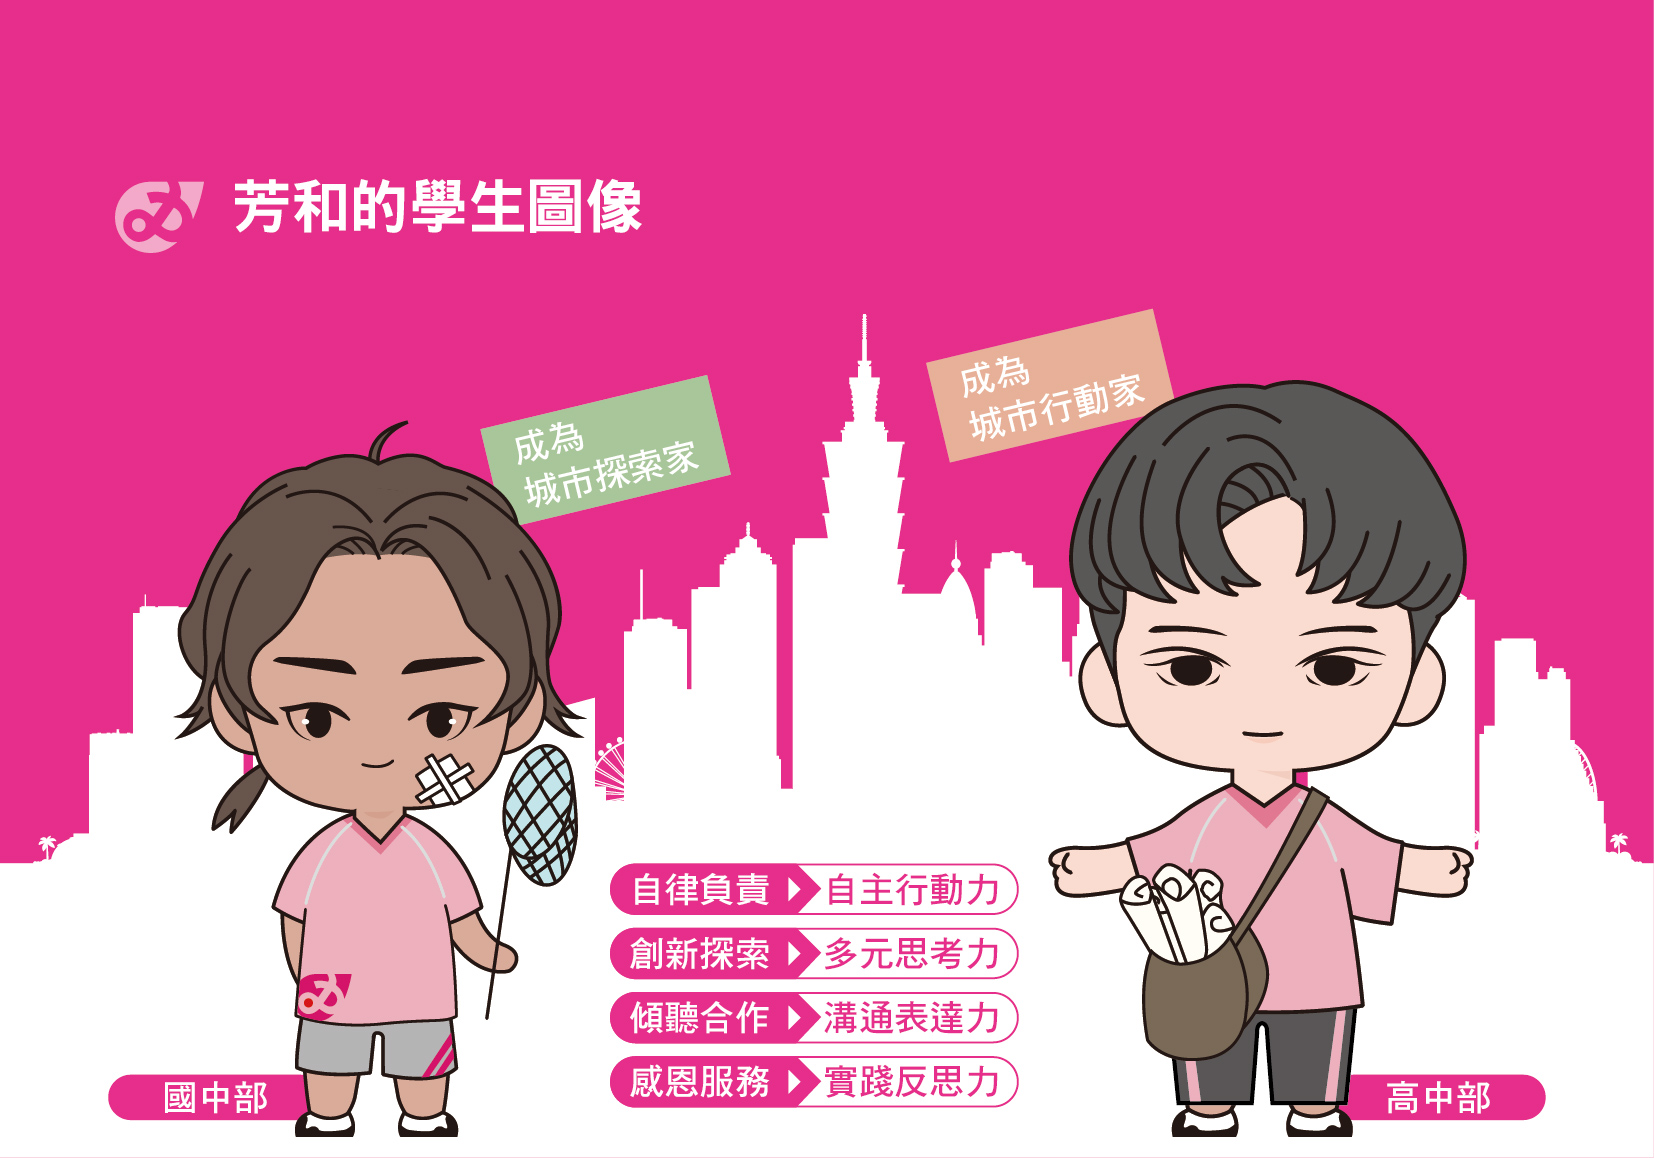 芳和的學生圖像
成為
城市探索家
成為
城市行動家
自律負責 自主行動力
創新探索 多元思考力
傾聽合作 溝通表達力
感恩服務 實踐反思力
國中部
高中部